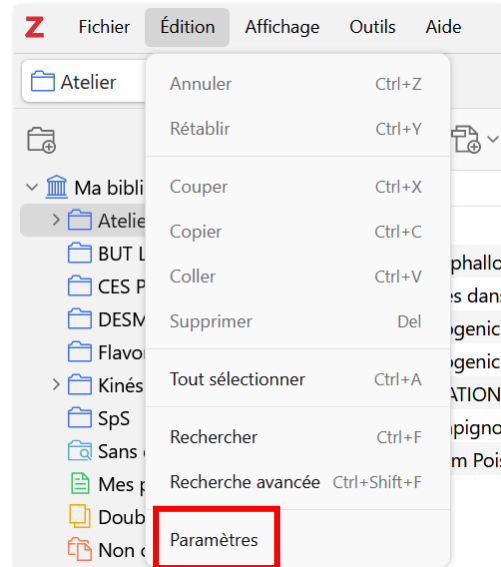 Z Fichier Édition Affichage Outils Aide
Atelier
Annuler Ctrl+Z
Rétablir Ctrl+Y
Ma bibli
Couper Ctrl+X
Atelie
Copier Ctrl+C
BUT L
phallo
CES P
Coller Ctrl+V
s dans
DESM
Supprimer Del
ogenic
Flavo
ogenic
Kinés
Tout sélectionner Ctrl+A
ATION
SpS
Rechercher Ctrl+F
pigno
Sans
m Pois
Mes p
Recherche avancée Ctrl+Shift+F
Doub
Paramètres
Non c